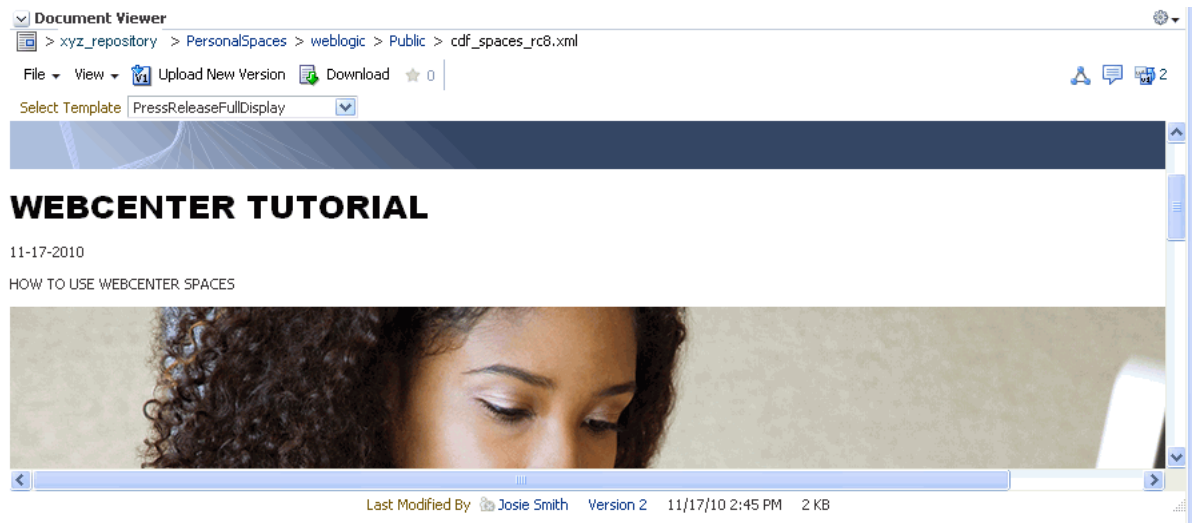 Document Viewer
> xyz_repository > PersonalSpaces > weblogic > Public > cdf_spaces_rc8.xml
File View V1 Upload New Version Download 0 V1 2
Select Template PressReleaseFullDisplay
WEBCENTER TUTORIAL
11-17-2010
HOW TO USE WEBCENTER SPACES
Last Modified By Josie Smith Version 2 11/17/10 2:45 PM 2 KB